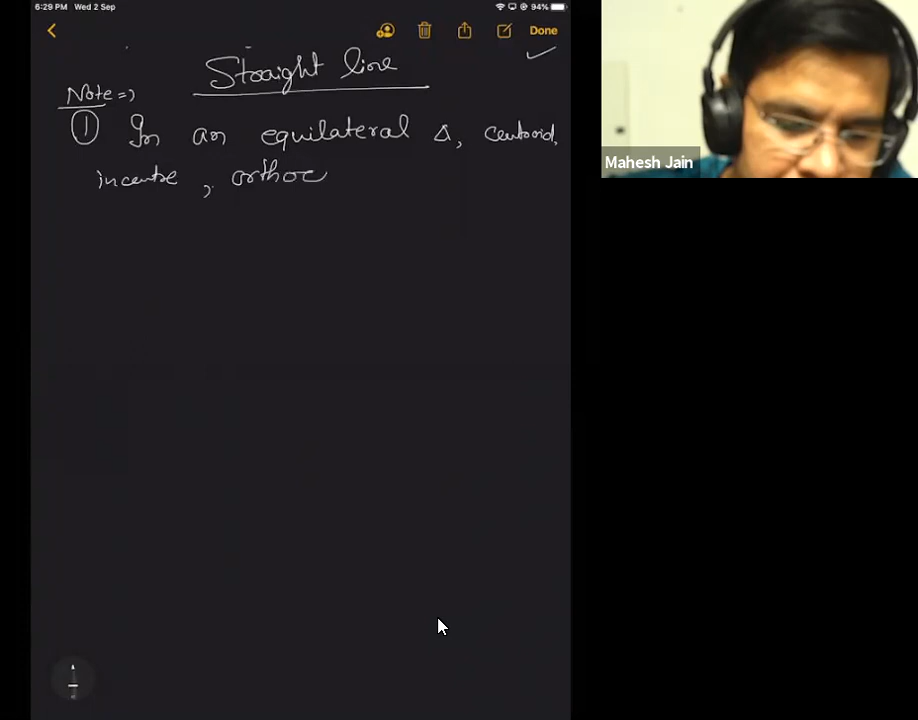 6:29 PM Wed 2 Sep
94%
Done
Straight line
Note =>
① In an equilateral Δ, centroid,
incentre, orthoc
Mahesh Jain